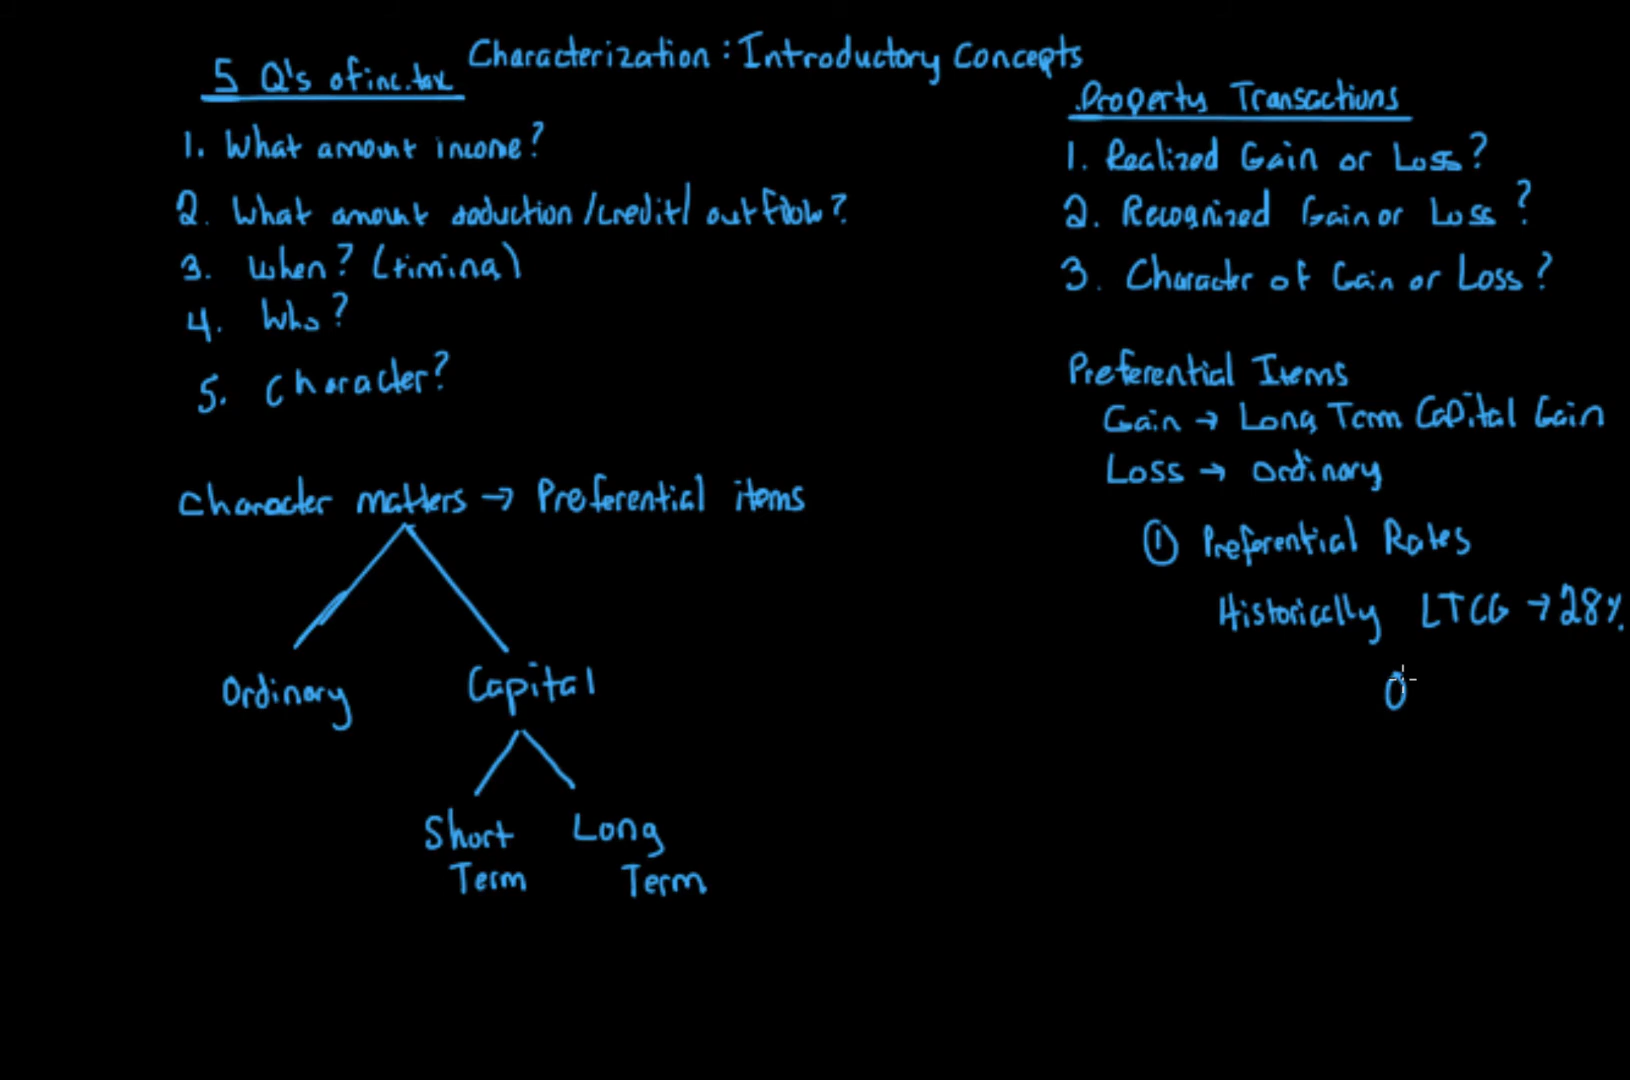 Characterization: Introductory Concepts
5 Q's of inc. tax
1. What amount income?
2. What amount deduction/credit/outflow?
3. When? (timing)
4. Who?
5. Character?
Character matters → Preferential items
Ordinary
Capital
Short Term
Long Term
Property Transactions
1. Realized Gain or Loss?
2. Recognized Gain or Loss?
3. Character of Gain or Loss?
Preferential Items
Gain → Long Term Capital Gain
Loss → Ordinary
① Preferential Rates
Historically LTCG → 28%
O